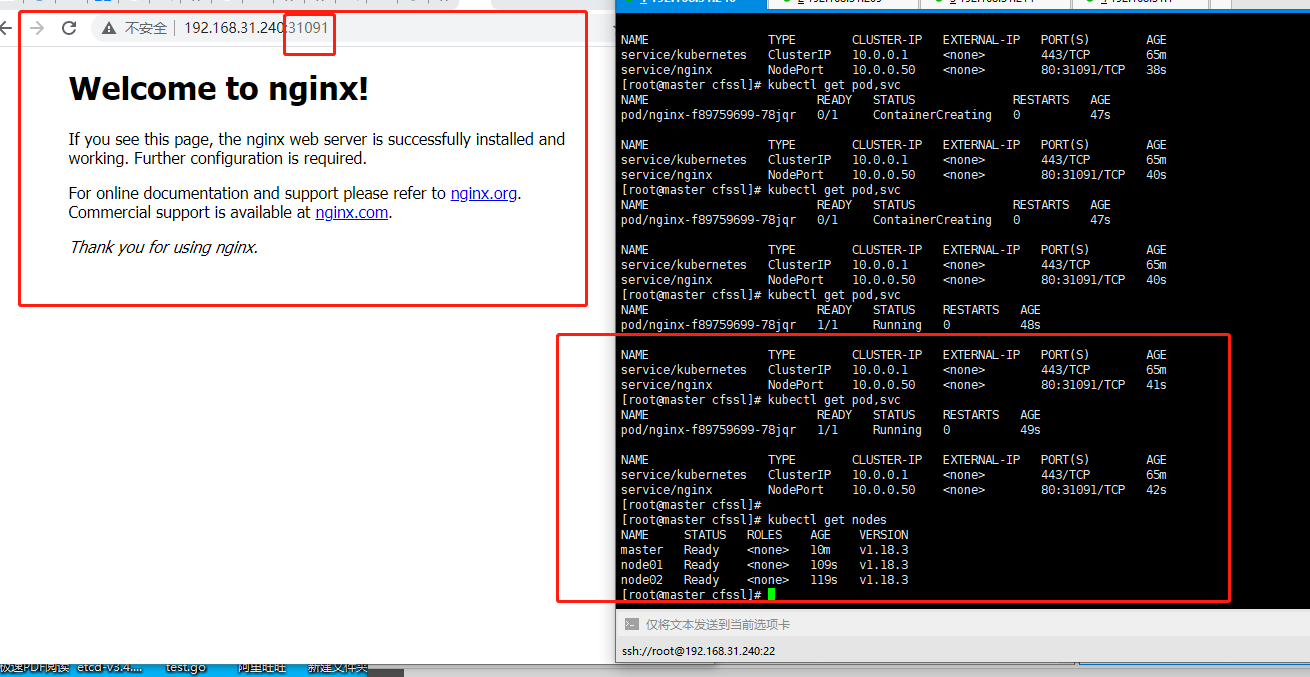 不安全 192.168.31.240:31091
Welcome to nginx!
If you see this page, the nginx web server is successfully installed and
working. Further configuration is required.
For online documentation and support please refer to nginx.org.
Commercial support is available at nginx.com.
Thank you for using nginx.
NAME TYPE CLUSTER-IP EXTERNAL-IP PORT(S) AGE
service/kubernetes ClusterIP 10.0.0.1 <none> 443/TCP 65m
service/nginx NodePort 10.0.0.50 <none> 80:31091/TCP 38s
[root@master cfssl]# kubectl get pod,svc
NAME READY STATUS RESTARTS AGE
pod/nginx-f89759699-78jqr 0/1 ContainerCreating 0 47s
NAME TYPE CLUSTER-IP EXTERNAL-IP PORT(S) AGE
service/kubernetes ClusterIP 10.0.0.1 <none> 443/TCP 65m
service/nginx NodePort 10.0.0.50 <none> 80:31091/TCP 40s
[root@master cfssl]# kubectl get pod,svc
NAME READY STATUS RESTARTS AGE
pod/nginx-f89759699-78jqr 0/1 ContainerCreating 0 47s
NAME TYPE CLUSTER-IP EXTERNAL-IP PORT(S) AGE
service/kubernetes ClusterIP 10.0.0.1 <none> 443/TCP 65m
service/nginx NodePort 10.0.0.50 <none> 80:31091/TCP 40s
[root@master cfssl]# kubectl get pod,svc
NAME READY STATUS RESTARTS AGE
pod/nginx-f89759699-78jqr 1/1 Running 0 48s
NAME TYPE CLUSTER-IP EXTERNAL-IP PORT(S) AGE
service/kubernetes ClusterIP 10.0.0.1 <none> 443/TCP 65m
service/nginx NodePort 10.0.0.50 <none> 80:31091/TCP 41s
[root@master cfssl]# kubectl get pod,svc
NAME READY STATUS RESTARTS AGE
pod/nginx-f89759699-78jqr 1/1 Running 0 49s
NAME TYPE CLUSTER-IP EXTERNAL-IP PORT(S) AGE
service/kubernetes ClusterIP 10.0.0.1 <none> 443/TCP 65m
service/nginx NodePort 10.0.0.50 <none> 80:31091/TCP 42s
[root@master cfssl]#
[root@master cfssl]# kubectl get nodes
NAME STATUS ROLES AGE VERSION
master Ready <none> 10m v1.18.3
node01 Ready <none> 109s v1.18.3
node02 Ready <none> 119s v1.18.3
[root@master cfssl]#
仅将文本发送到当前选项卡
ssh://root@192.168.31.240:22
极速PDF阅读 etcd-v3.4.... test.go 阿里旺旺 新建文件夹